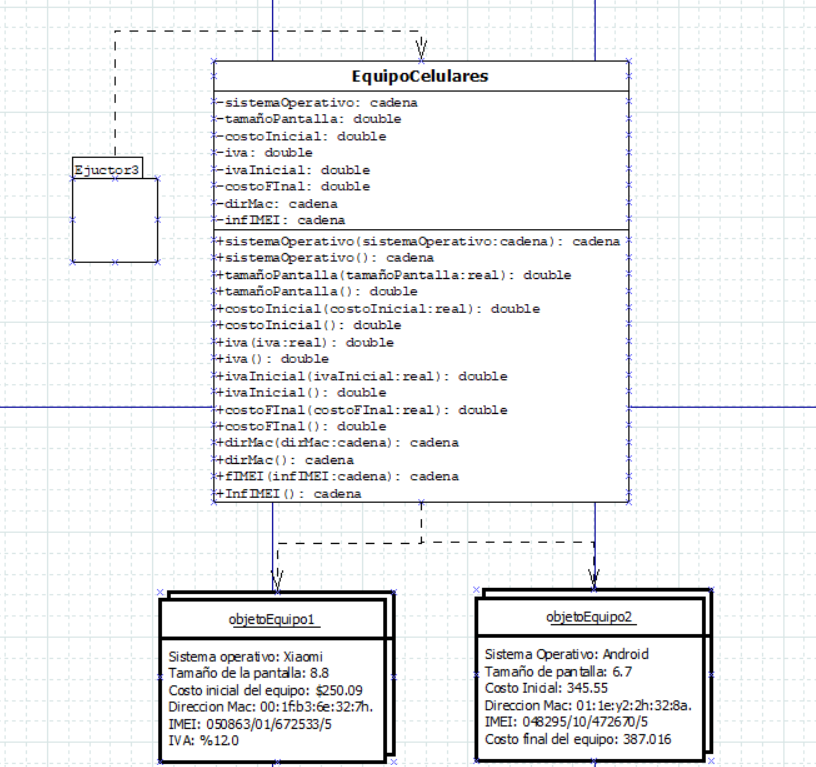 EquipoCelulares
-sistemaOperativo: cadena
-tamañoPantalla: double
-costoInicial: double
-iva: double
-ivaInicial: double
-costoFInal: double
-dirMac: cadena
-infIMEI: cadena
Ejuctor3
+sistemaOperativo(sistemaOperativo:cadena): cadena
+sistemaOperativo(): cadena
+tamañoPantalla(tamañoPantalla:real): double
+tamañoPantalla(): double
+costoInicial(costoInicial:real): double
+costoInicial(): double
+iva(iva:real): double
+iva(): double
+ivaInicial(ivaInicial:real): double
+ivaInicial(): double
+costoFInal(costoFInal:real): double
+costoFInal(): double
+dirMac(dirMac:cadena): cadena
+dirMac(): cadena
+fIMEI(infIMEI:cadena): cadena
+InfIMEI(): cadena
objetoEquipo1
Sistema operativo: Xiaomi
Tamaño de la pantalla: 8.8
Costo inicial del equipo: $250.09
Direccion Mac: 00:1f:b3:6e:32:7h.
IMEI: 050863/01/672533/5
IVA: %12.0
objetoEquipo2
Sistema Operativo: Android
Tamaño de pantalla: 6.7
Costo Inicial: 345.55
Direccion Mac: 01:1e:y2:2h:32:8a.
IMEI: 048295/10/472670/5
Costo final del equipo: 387.016